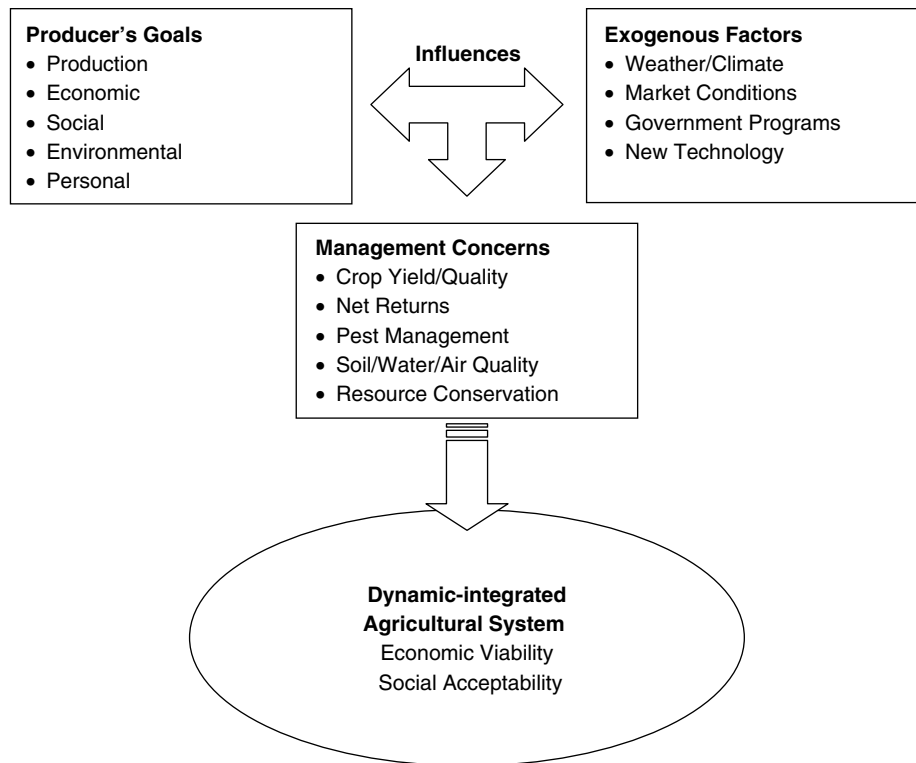 Producer's Goals
• Production
• Economic
• Social
• Environmental
• Personal
Influences
Exogenous Factors
• Weather/Climate
• Market Conditions
• Government Programs
• New Technology
Management Concerns
• Crop Yield/Quality
• Net Returns
• Pest Management
• Soil/Water/Air Quality
• Resource Conservation
Dynamic-integrated
Agricultural System
Economic Viability
Social Acceptability